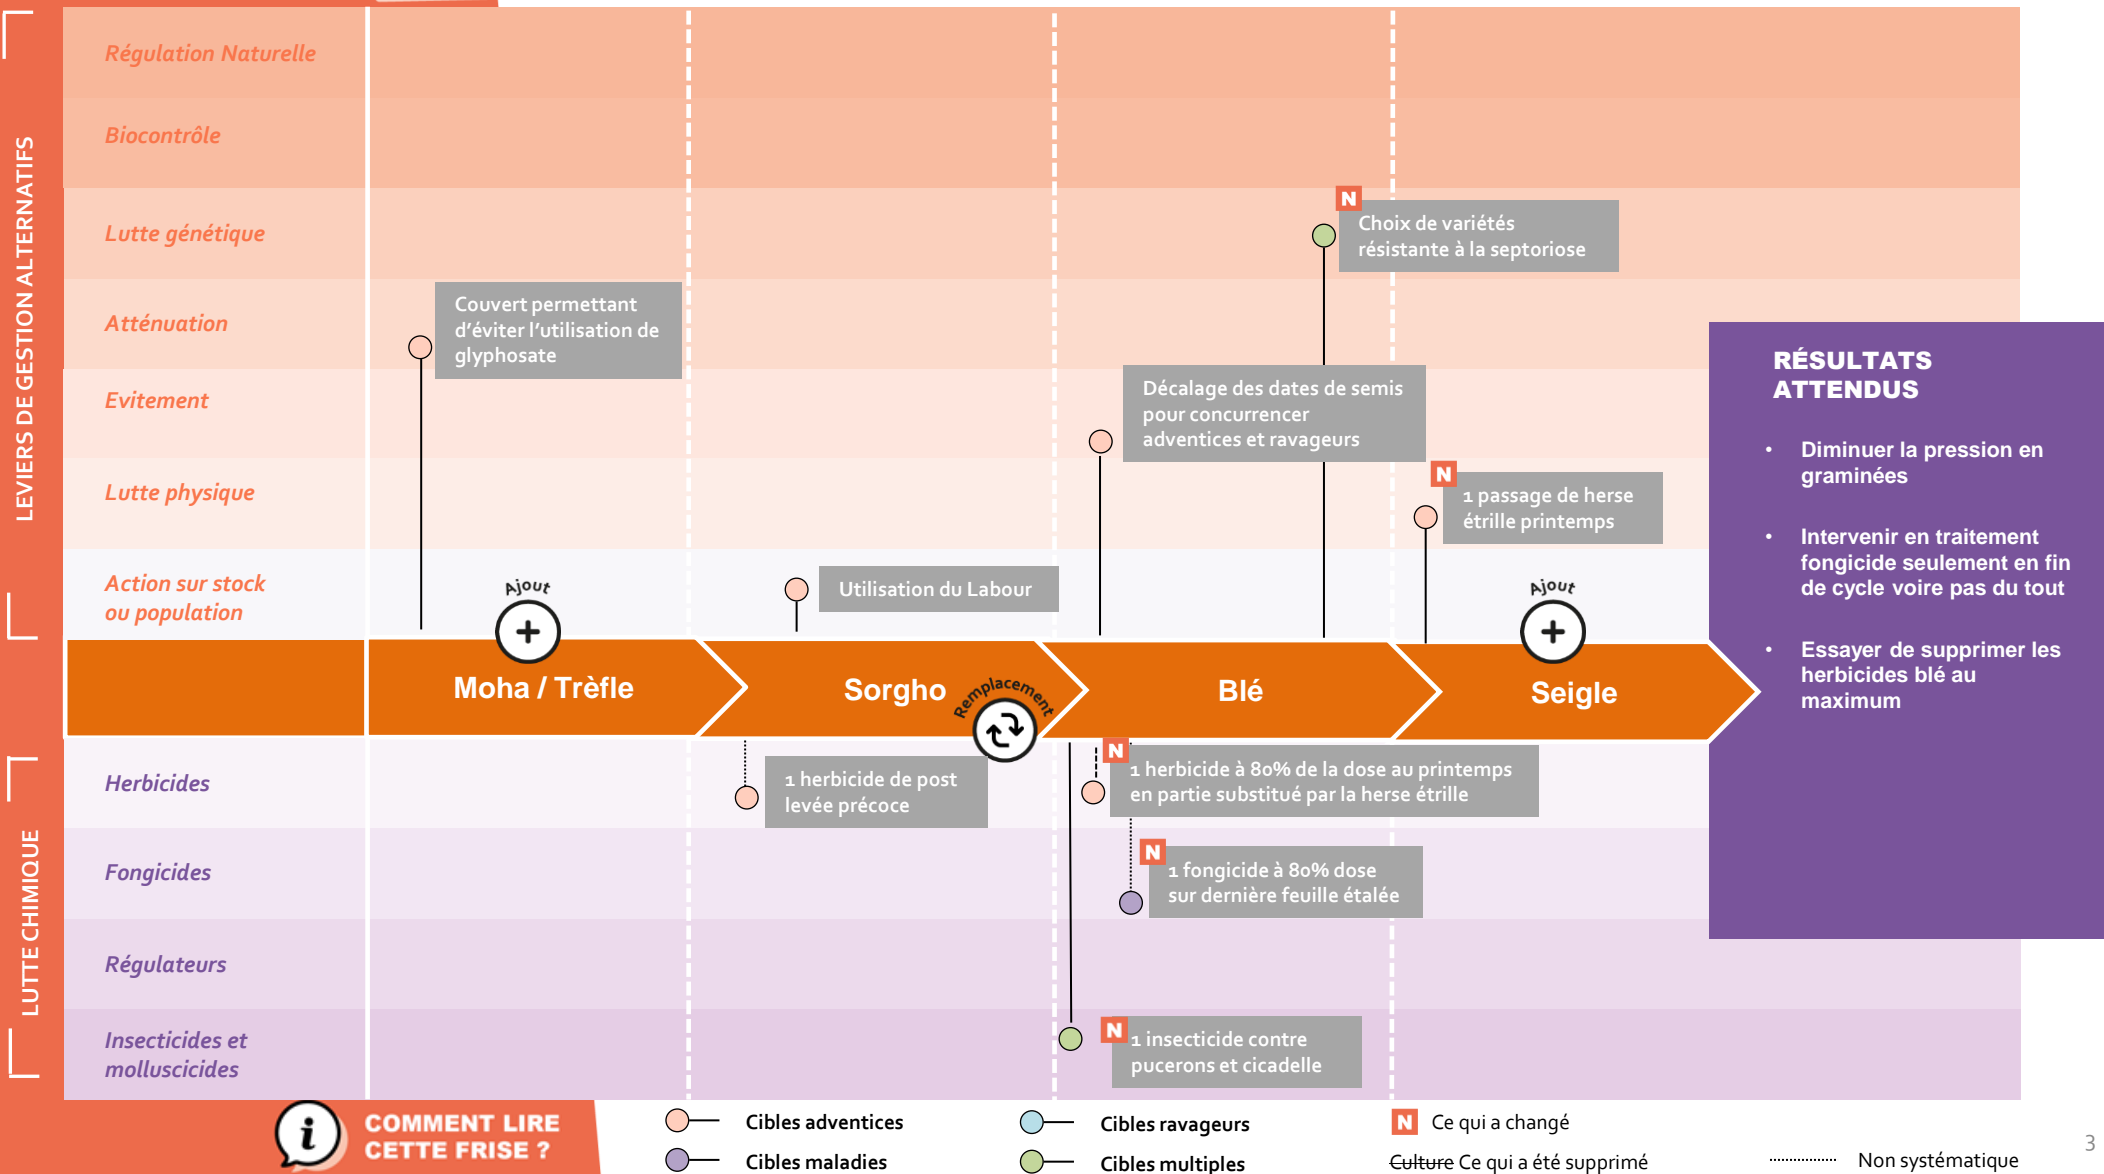 LEVIERS DE GESTION ALTERNATIFS
Régulation Naturelle
Biocontrôle
Lutte génétique
N
Choix de variétés
résistante à la septoriose
Atténuation
Couvert permettant
d'éviter l'utilisation de
glyphosate
Evitement
Décalage des dates de semis
pour concurrencer
adventices et ravageurs
Lutte physique
N
1 passage de herse
étrille printemps
Action sur stock
ou population
Utilisation du Labour
Ajout
Ajout
Moha / Trèfle
Sorgho
Remplacement
Blé
Seigle
RÉSULTATS
ATTENDUS
• Diminuer la pression en
graminées
• Intervenir en traitement
fongicide seulement en fin
de cycle voire pas du tout
• Essayer de supprimer les
herbicides blé au
maximum
LUTTE CHIMIQUE
Herbicides
1 herbicide de post
levée précoce
N
1 herbicide à 80% de la dose au printemps
en partie substitué par la herse étrille
Fongicides
N
1 fongicide à 80% dose
sur dernière feuille étalée
Régulateurs
Insecticides et
molluscicides
N
1 insecticide contre
pucerons et cicadelle
i
COMMENT LIRE
CETTE FRISE ?
Cibles adventices
Cibles maladies
Cibles ravageurs
Cibles multiples
N Ce qui a changé
Culture Ce qui a été supprimé
Non systématique
3